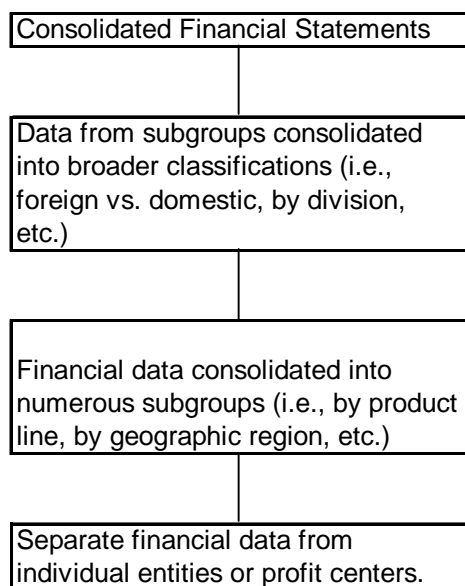 Consolidated Financial Statements
Data from subgroups consolidated
into broader classifications (i.e.,
foreign vs. domestic, by division,
etc.)
Financial data consolidated into
numerous subgroups (i.e., by product
line, by geographic region, etc.)
Separate financial data from
individual entities or profit centers.